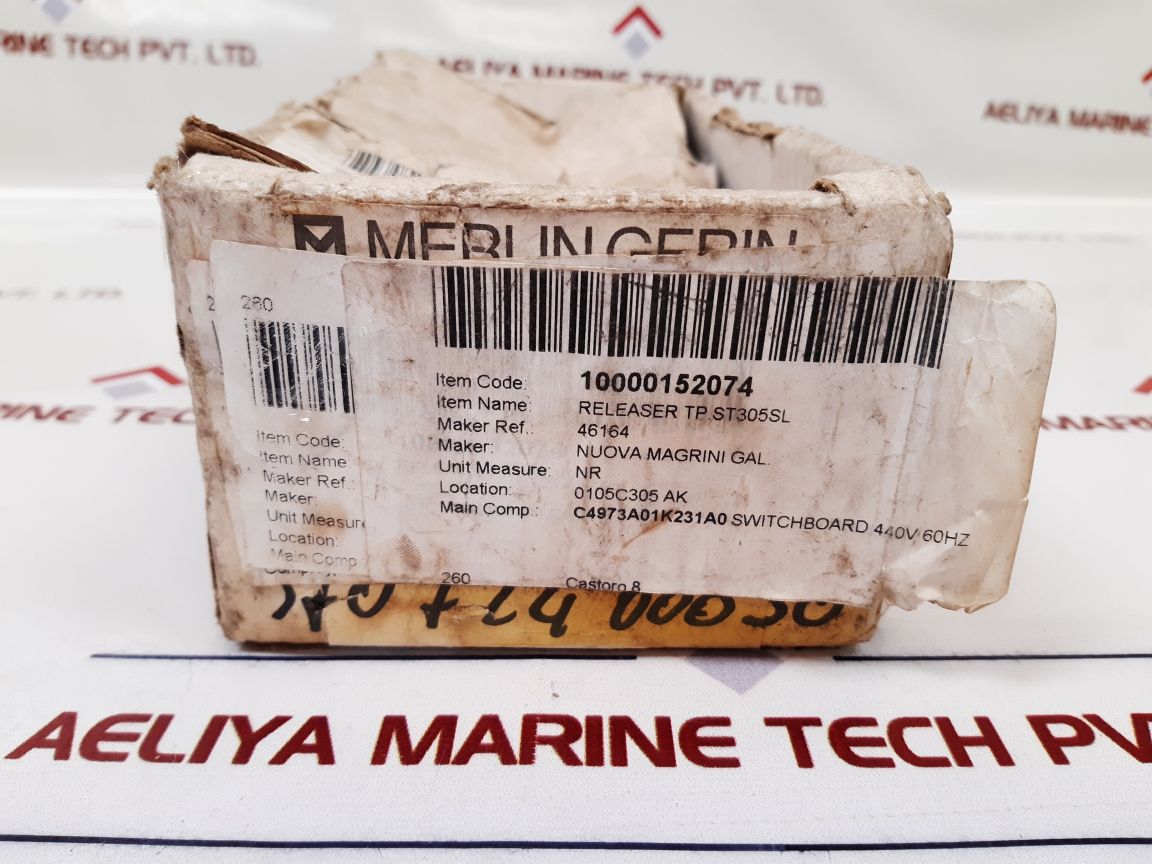 RINE TECH PVT. LTD.
AELIYA MARINE TECH PVT. LTD.
AELIYA MARINE
PVT. LTD.
MERLIN GERIN
260
Item Code:
Item Name
Maker Ref.:
Maker:
Unit Measure
Location:
Main Comp
Item Code: 10000152074
Item Name: RELEASER TP.ST305SL
Maker Ref.: 46164
Maker: NUOVA MAGRINI GAL.
Unit Measure: NR
Location: 0105C305 AK
Main Comp.: C4973A01K231A0 SWITCHBOARD 440V 60HZ
260 Castoro 8
AELIYA MARINE TECH PV